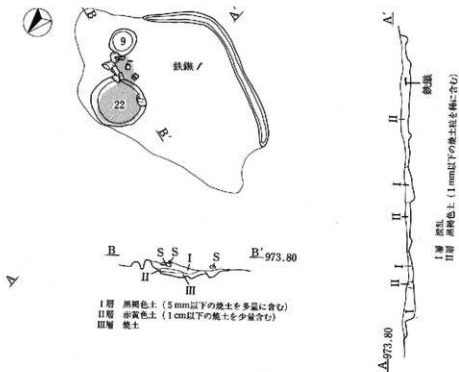 B
A′
9
6
鉄鏃
22
B′
A
B
S
S
I
S
B′ 973.80
II
III
I層 黒褐色土（5mm以下の焼土を多量に含む）
II層 赤黄色土（1cm以下の焼土を少量含む）
III層 焼土
A′
鉄鏃
II
I
II
I
II
A 973.80
I層 撹乱
II層 黒褐色土（1mm以下の焼土粒を稀に含む）